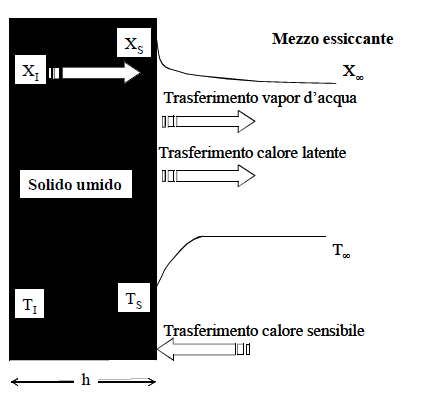 Mezzo essiccante
X_S
X_I
X_∞
Trasferimento vapor d'acqua
Trasferimento calore latente
Solido umido
T_∞
T_I
T_S
Trasferimento calore sensibile
h